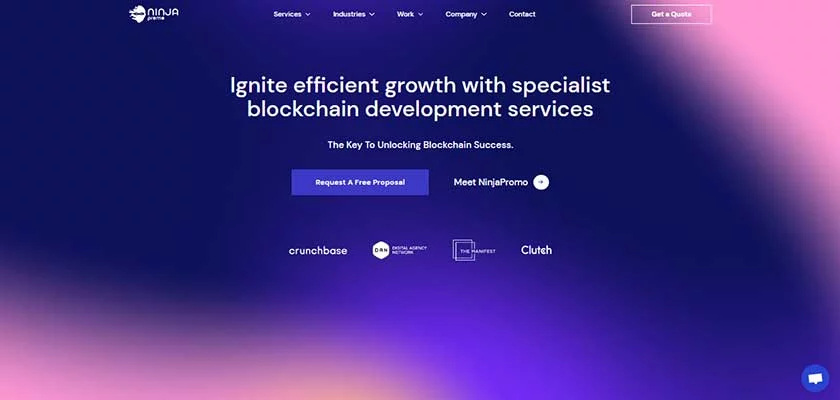 NINJA
promo
Services
Industries
Work
Company
Contact
Get a Quote
Ignite efficient growth with specialist
blockchain development services
The Key To Unlocking Blockchain Success.
Request A Free Proposal
Meet NinjaPromo
crunchbase
DAN
DIGITAL AGENCY
NETWORK
THE MANIFEST
Clutch